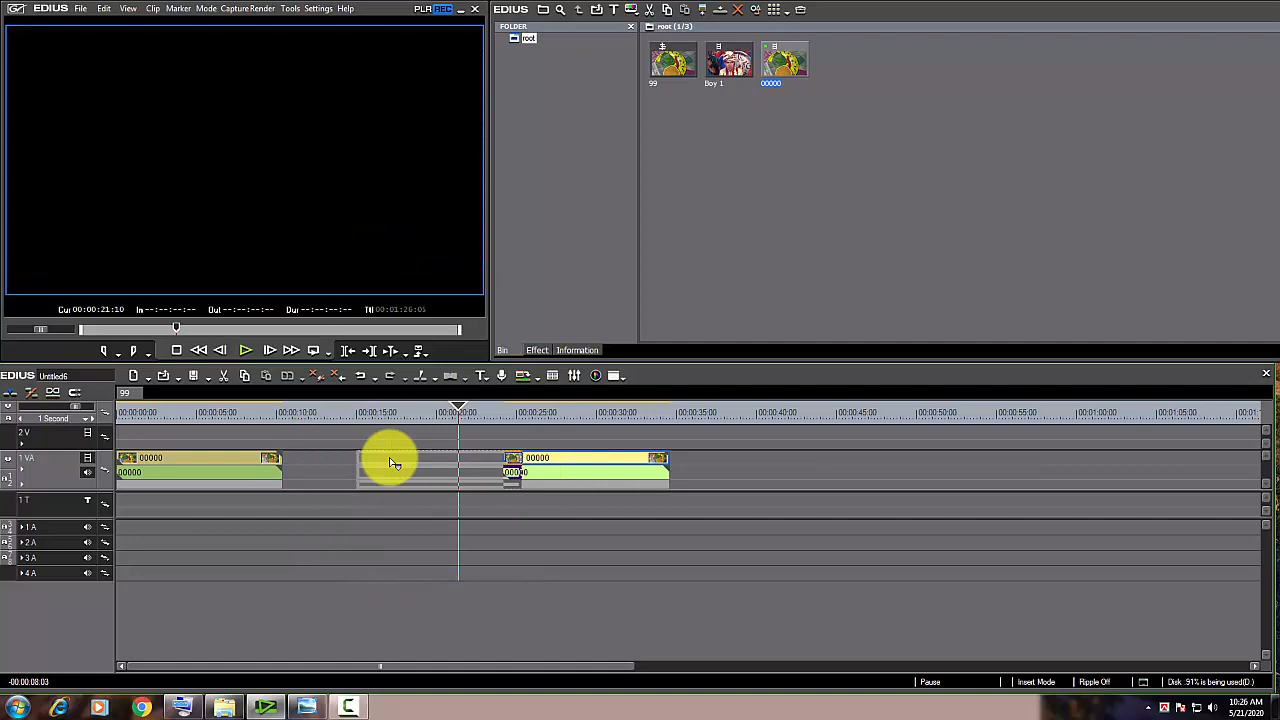 EDIUS File Edit View Clip Marker Mode Capture Render Tools Settings Help PLR REC
EDIUS
FOLDER
root
root (1/3)
99
Boy 1
00000
Cur 00:00:21:10 In --:--:--:-- Out --:--:--:-- Dur --:--:--:-- Ttl 00:01:26:05
Bin Effect Information
EDIUS Untitled6
99
1 Second
00:00:00:00 00:00:05:00 00:00:10:00 00:00:15:00 00:00:20:00 00:00:25:00 00:00:30:00 00:00:35:00 00:00:40:00 00:00:45:00 00:00:50:00 00:00:55:00 00:01:00:00
2 V
1 VA 00000 00000
00000 00000
1 T T
1 A
2 A
3 A
4 A
-00:00:08:03 Pause Insert Mode Ripple Off Disk :91% is being used(D:)
10:26 AM
5/21/2020